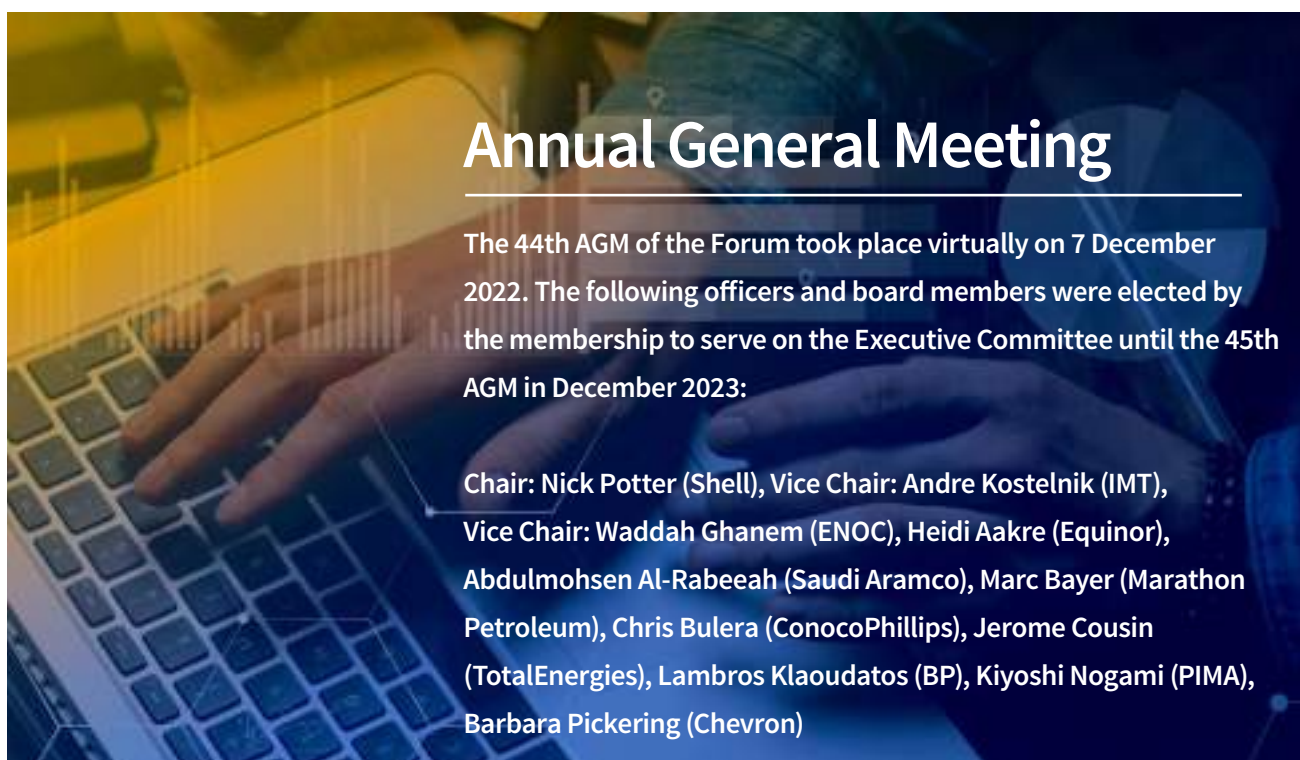 Annual General Meeting
The 44th AGM of the Forum took place virtually on 7 December
2022. The following officers and board members were elected by
the membership to serve on the Executive Committee until the 45th
AGM in December 2023:
Chair: Nick Potter (Shell), Vice Chair: Andre Kostelnik (IMT),
Vice Chair: Waddah Ghanem (ENOC), Heidi Aakre (Equinor),
Abdulmohsen Al-Rabeeah (Saudi Aramco), Marc Bayer (Marathon
Petroleum), Chris Bulera (ConocoPhillips), Jerome Cousin
(TotalEnergies), Lambros Klaoudatos (BP), Kiyoshi Nogami (PIMA),
Barbara Pickering (Chevron)